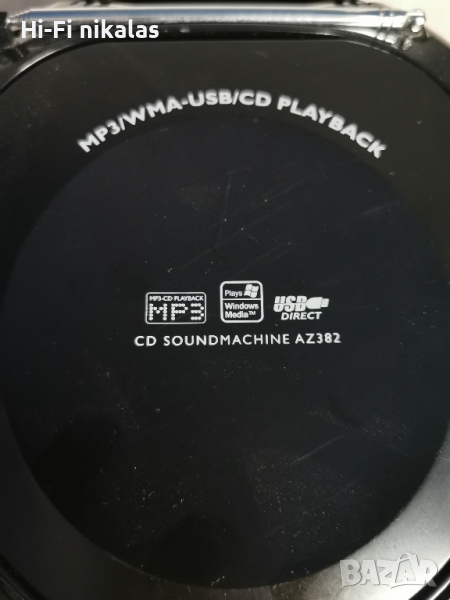 Hi-Fi nikalas
MP3/WMA-USB/CD PLAYBACK
MP3-CD PLAYBACK
MP3
Plays
Windows
Media™
USB
DIRECT
CD SOUNDMACHINE AZ382
BAZAR